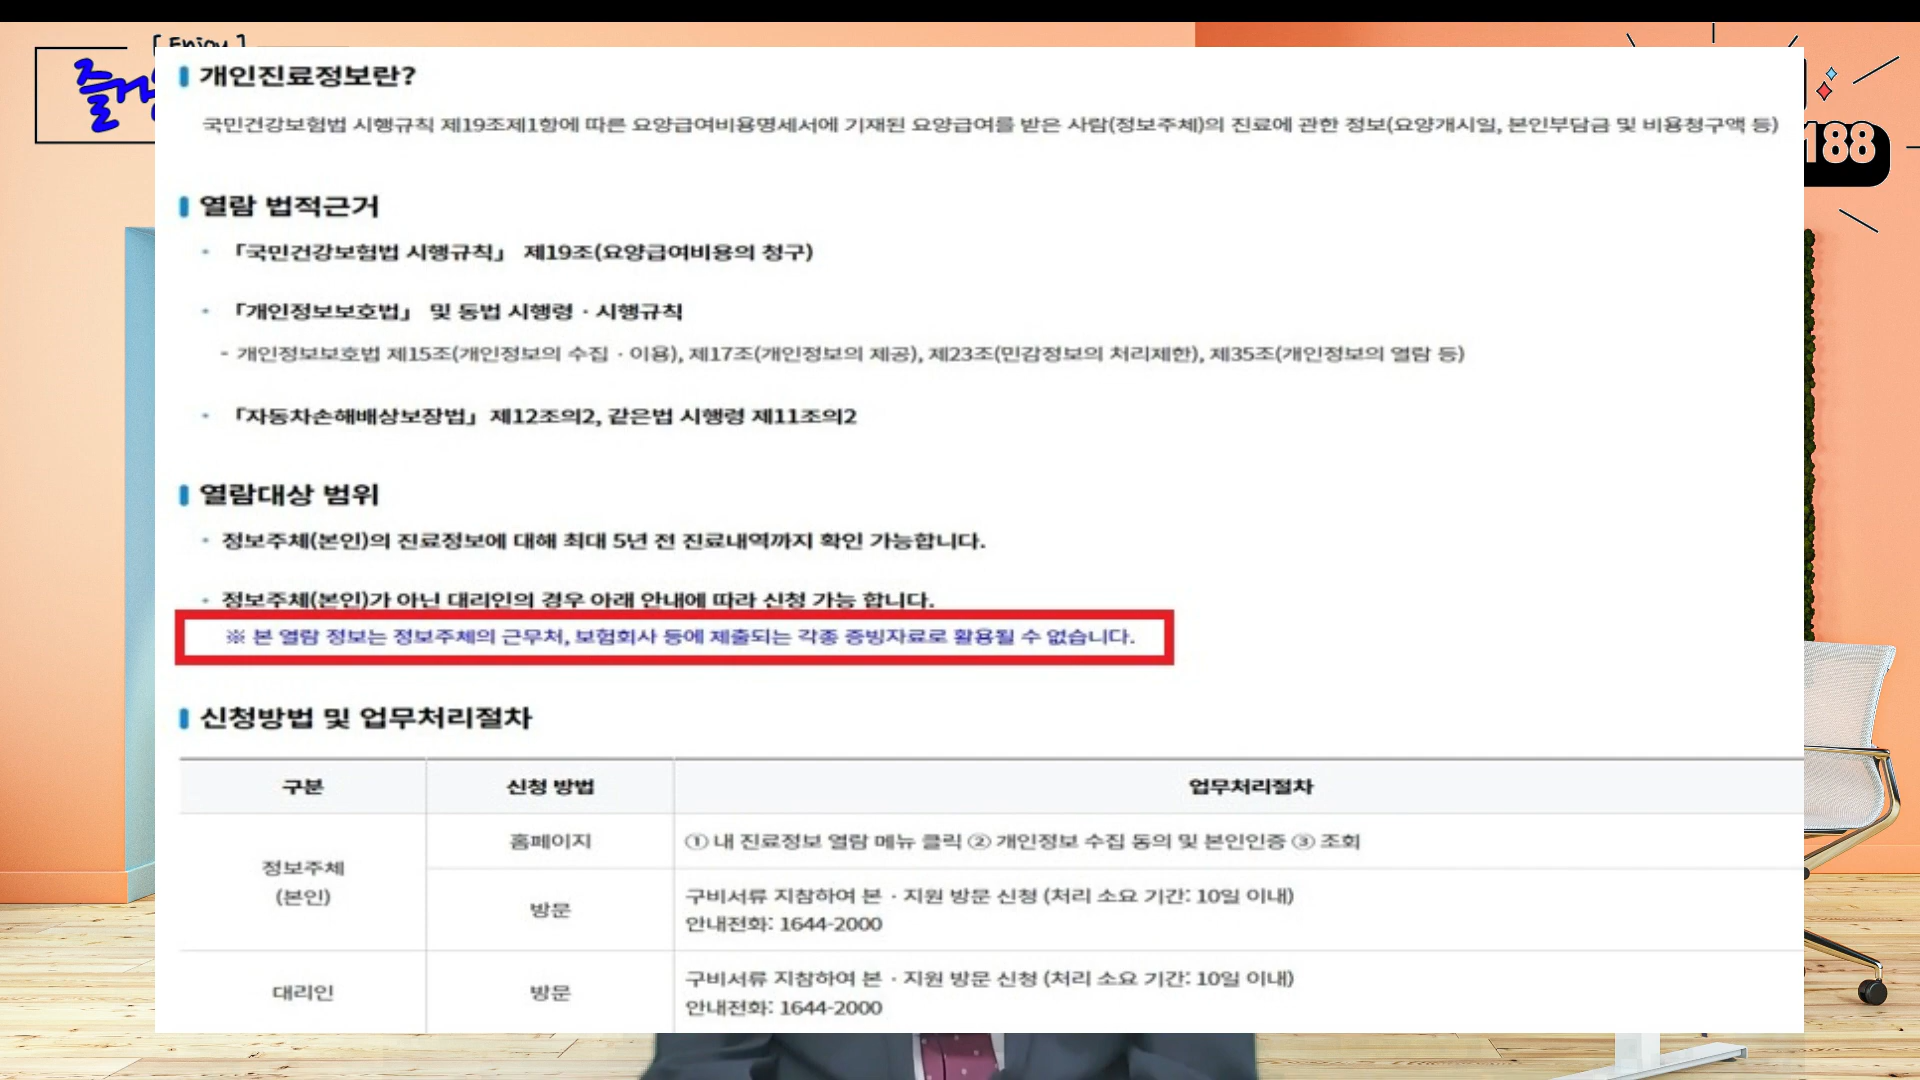 [ Enjoy ]
즐거
188
개인진료정보란?
국민건강보험법 시행규칙 제19조제1항에 따른 요양급여비용명세서에 기재된 요양급여를 받은 사람(정보주체)의 진료에 관한 정보(요양개시일, 본인부담금 및 비용청구액 등)
열람 법적근거
• 「국민건강보험법 시행규칙」 제19조(요양급여비용의 청구)
• 「개인정보보호법」 및 동법 시행령 · 시행규칙
- 개인정보보호법 제15조(개인정보의 수집 · 이용), 제17조(개인정보의 제공), 제23조(민감정보의 처리제한), 제35조(개인정보의 열람 등)
• 「자동차손해배상보장법」 제12조의2, 같은법 시행령 제11조의2
열람대상 범위
• 정보주체(본인)의 진료정보에 대해 최대 5년 전 진료내역까지 확인 가능합니다.
• 정보주체(본인)가 아닌 대리인의 경우 아래 안내에 따라 신청 가능 합니다.
※ 본 열람 정보는 정보주체의 근무처, 보험회사 등에 제출되는 각종 증빙자료로 활용될 수 없습니다.
신청방법 및 업무처리절차
구분 신청 방법 업무처리절차
정보주체
(본인)
홈페이지 ① 내 진료정보 열람 메뉴 클릭 ② 개인정보 수집 동의 및 본인인증 ③ 조회
방문 구비서류 지참하여 본 · 지원 방문 신청 (처리 소요 기간: 10일 이내)
안내전화: 1644-2000
대리인 방문 구비서류 지참하여 본 · 지원 방문 신청 (처리 소요 기간: 10일 이내)
안내전화: 1644-2000